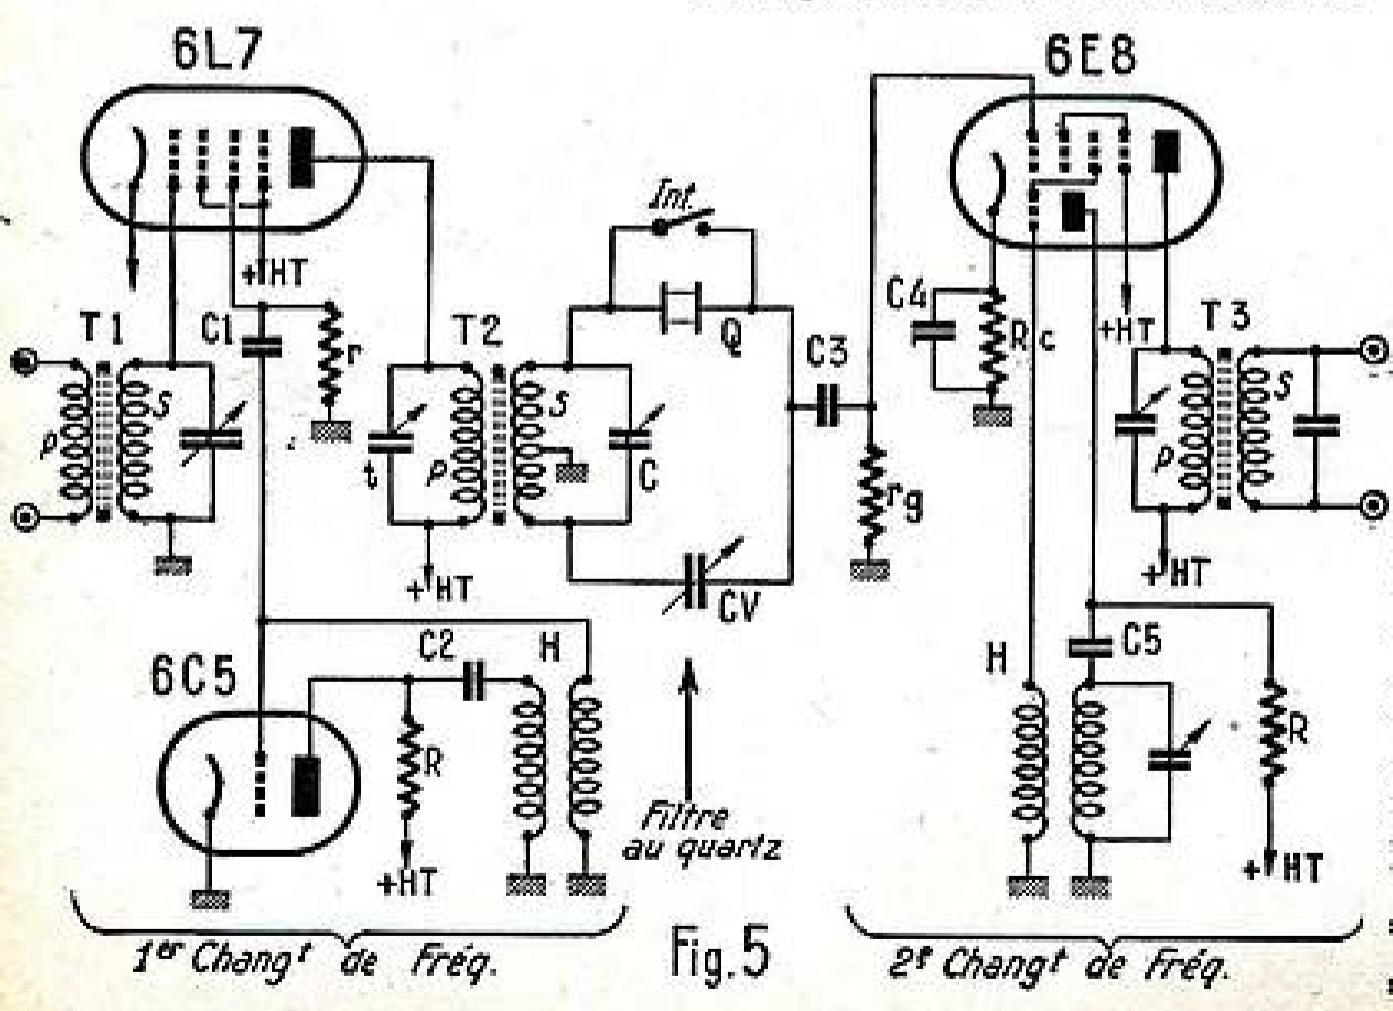 6L7
6E8
Int.
+HT
C4
T1
C1
r
T2
Q
C3
Rc
+HT
T3
p
S
t
p
S
C
rg
p
S
+HT
CV
+HT
C2
H
H
C5
6C5
R
R
Filtre
au quartz
+HT
+HT
1er Changt de Fréq.
Fig.5
2e Changt de Fréq.